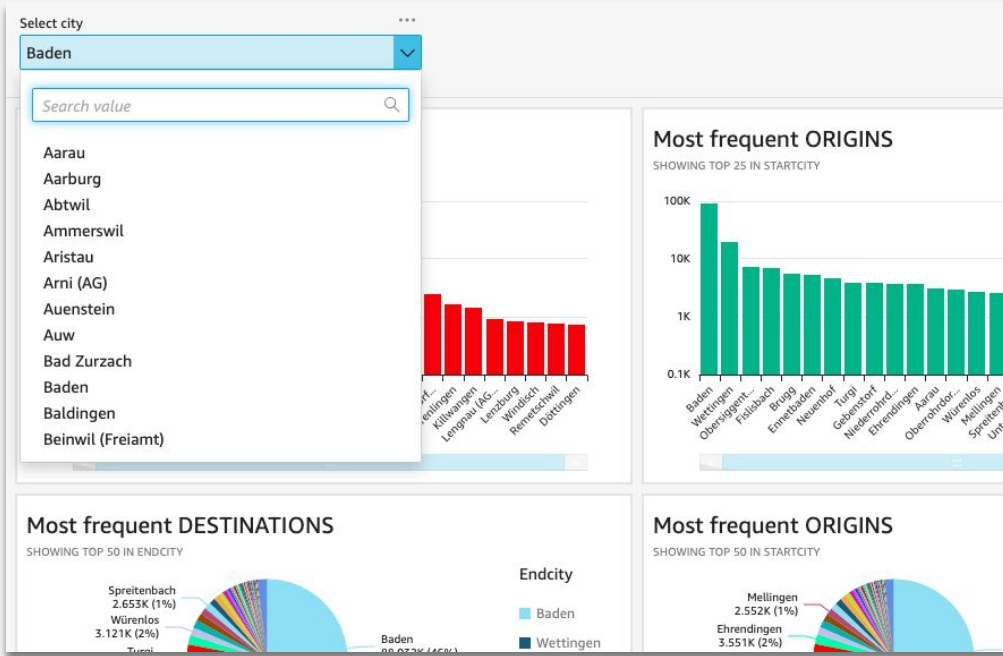 Select city
Baden
Search value
Aarau
Aarburg
Abtwil
Ammerswil
Aristau
Arni (AG)
Auenstein
Auw
Bad Zurzach
Baden
Baldingen
Beinwil (Freiamt)
Killwangen
Lengnau (AG...
Lenzburg
Windisch
Remetschwil
Döttingen
Most frequent ORIGINS
SHOWING TOP 25 IN STARTCITY
100K
10K
1K
0.1K
Baden
Wettingen
Obersiggent...
Fislisbach
Brugg
Ennetbaden
Neuenhof
Turgi
Gebenstorf
Niederrohrd...
Ehrendingen
Aarau
Oberrohrdor...
Würenlos
Mellingen
Most frequent DESTINATIONS
SHOWING TOP 50 IN ENDCITY
Spreitenbach
2.653K (1%)
Würenlos
3.121K (2%)
Turgi
Baden
88.932K (46%)
Endcity
Baden
Wettingen
Most frequent ORIGINS
SHOWING TOP 50 IN STARTCITY
Mellingen
2.552K (1%)
Ehrendingen
3.551K (2%)